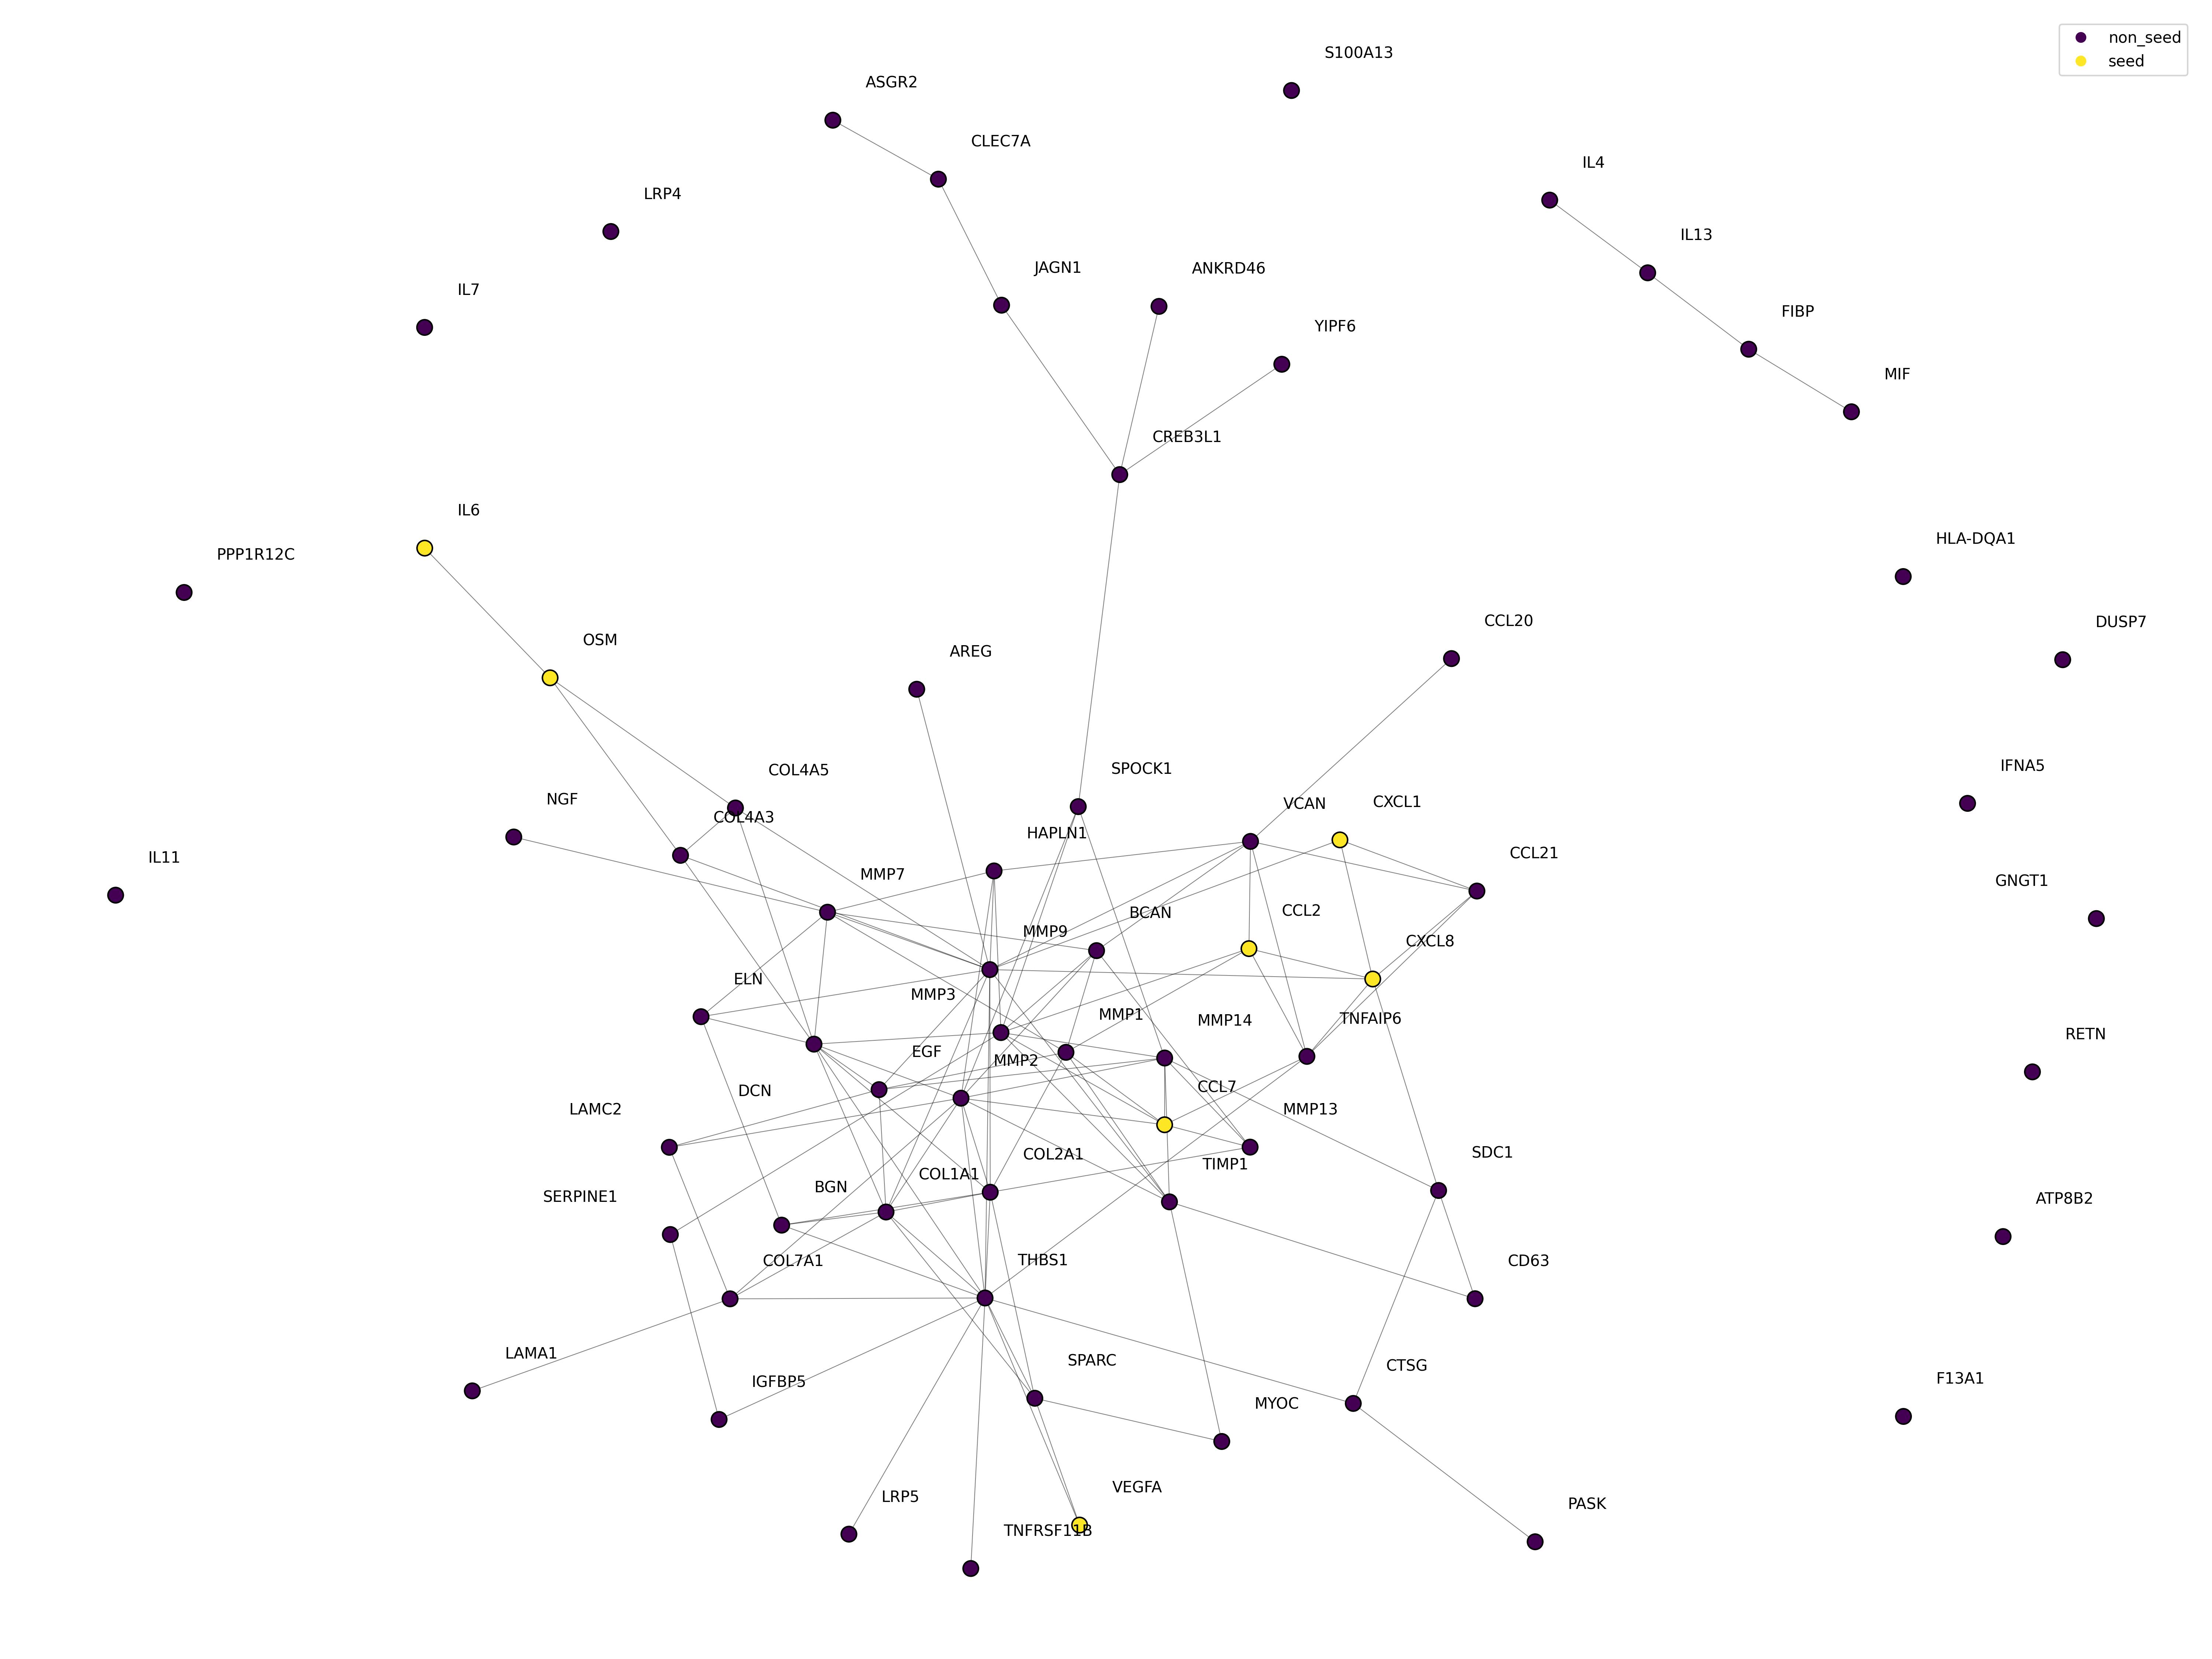 non_seed
seed
S100A13
ASGR2
CLEC7A
IL4
LRP4
IL13
JAGN1
ANKRD46
IL7
FIBP
YIPF6
MIF
CREB3L1
IL6
HLA-DQA1
PPP1R12C
CCL20
DUSP7
OSM
AREG
IFNA5
SPOCK1
COL4A5
NGF
CXCL1
VCAN
COL4A3
HAPLN1
CCL21
IL11
MMP7
GNGT1
CCL2
BCAN
MMP9
CXCL8
ELN
MMP3
MMP1
TNFAIP6
MMP14
RETN
EGF
MMP2
CCL7
DCN
LAMC2
MMP13
SDC1
COL2A1
TIMP1
COL1A1
BGN
SERPINE1
ATP8B2
THBS1
COL7A1
CD63
LAMA1
SPARC
CTSG
F13A1
IGFBP5
MYOC
VEGFA
LRP5
PASK
TNFRSF11B